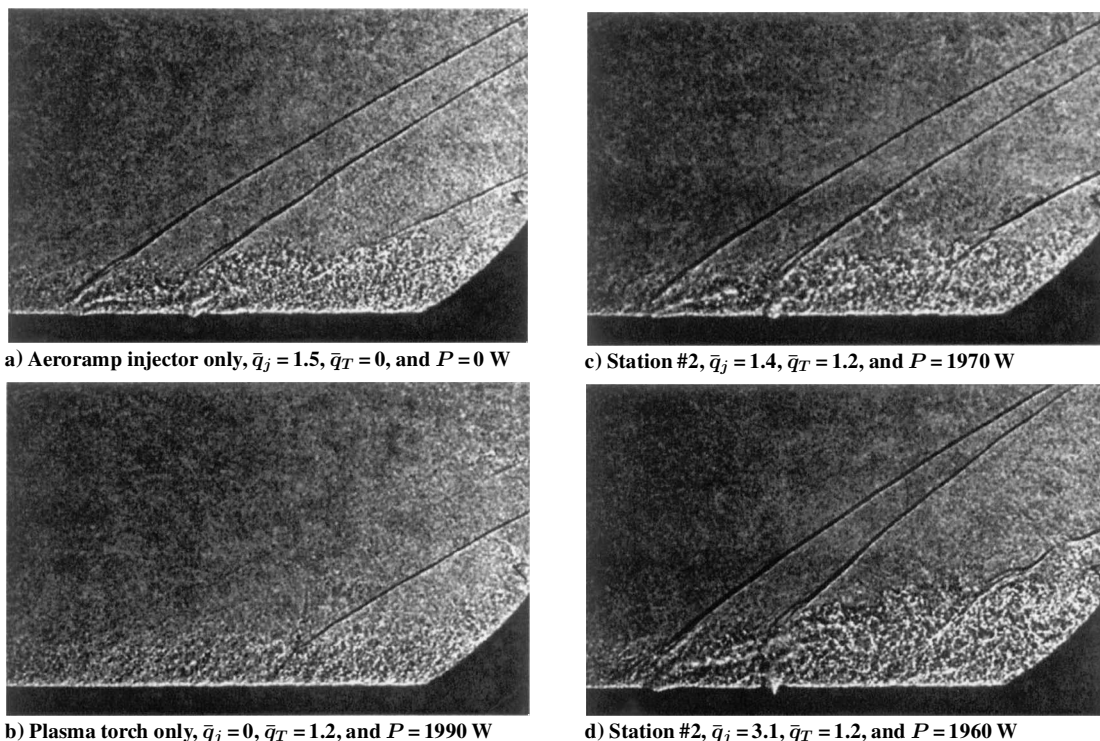 a) Aeroramp injector only, q̄j = 1.5, q̄T = 0, and P = 0 W
b) Plasma torch only, q̄j = 0, q̄T = 1.2, and P = 1990 W
c) Station #2, q̄j = 1.4, q̄T = 1.2, and P = 1970 W
d) Station #2, q̄j = 3.1, q̄T = 1.2, and P = 1960 W